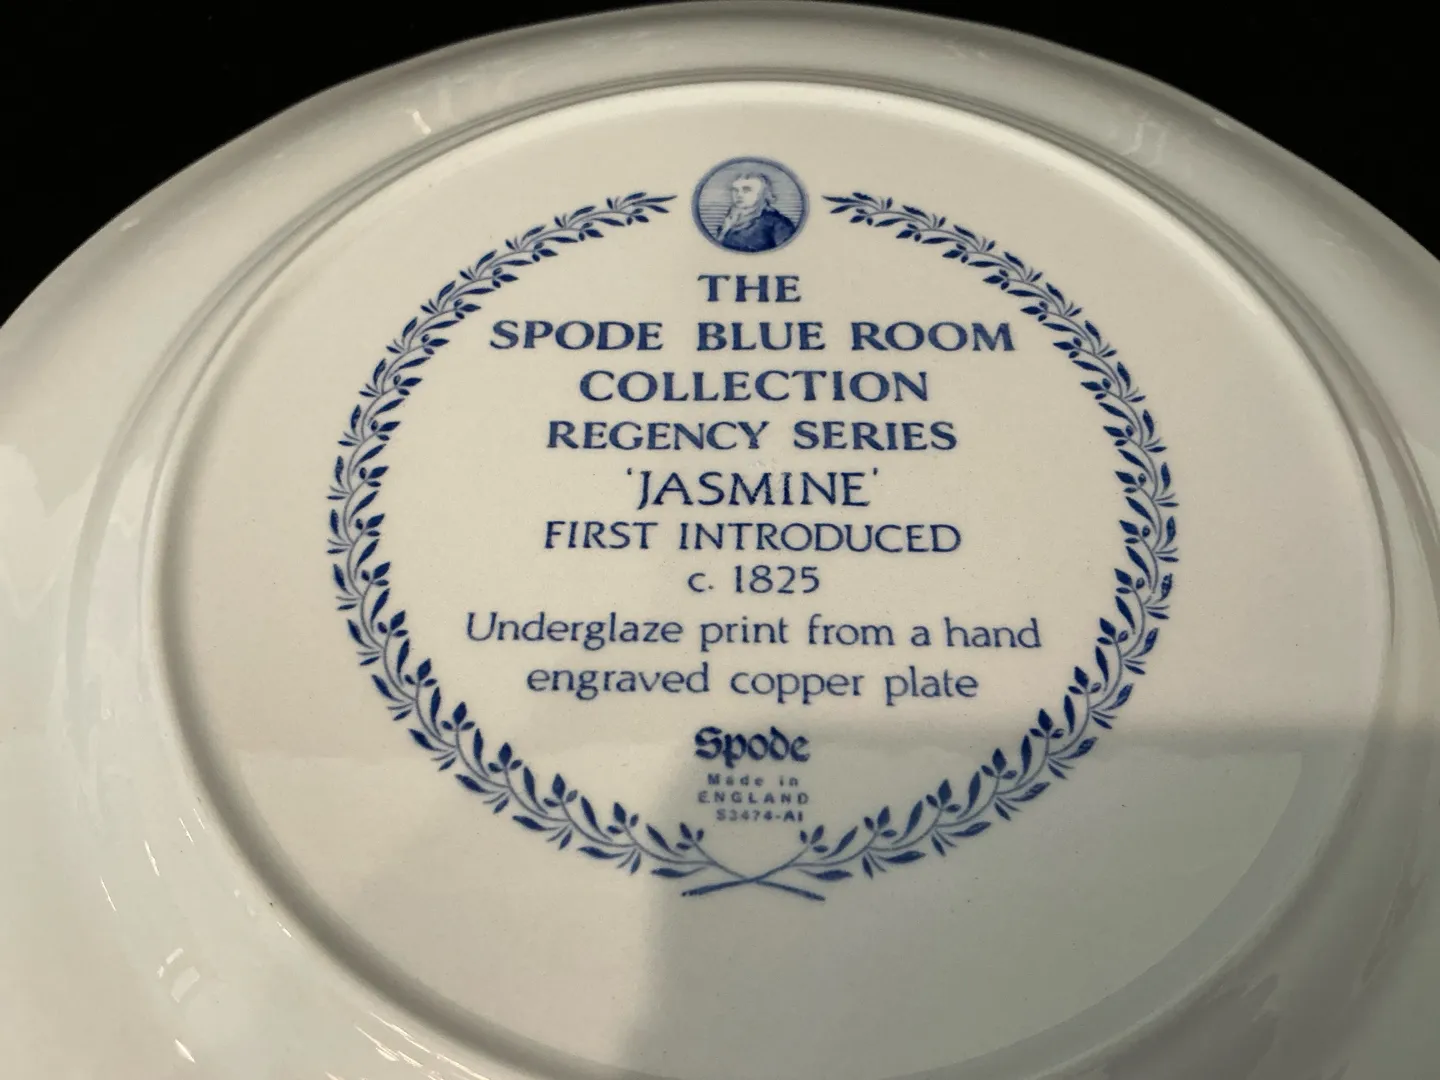 THE
SPODE BLUE ROOM
COLLECTION
REGENCY SERIES
'JASMINE'
FIRST INTRODUCED
c. 1825
Underglaze print from a hand
engraved copper plate
Spode
Made in
ENGLAND
S3474-A1